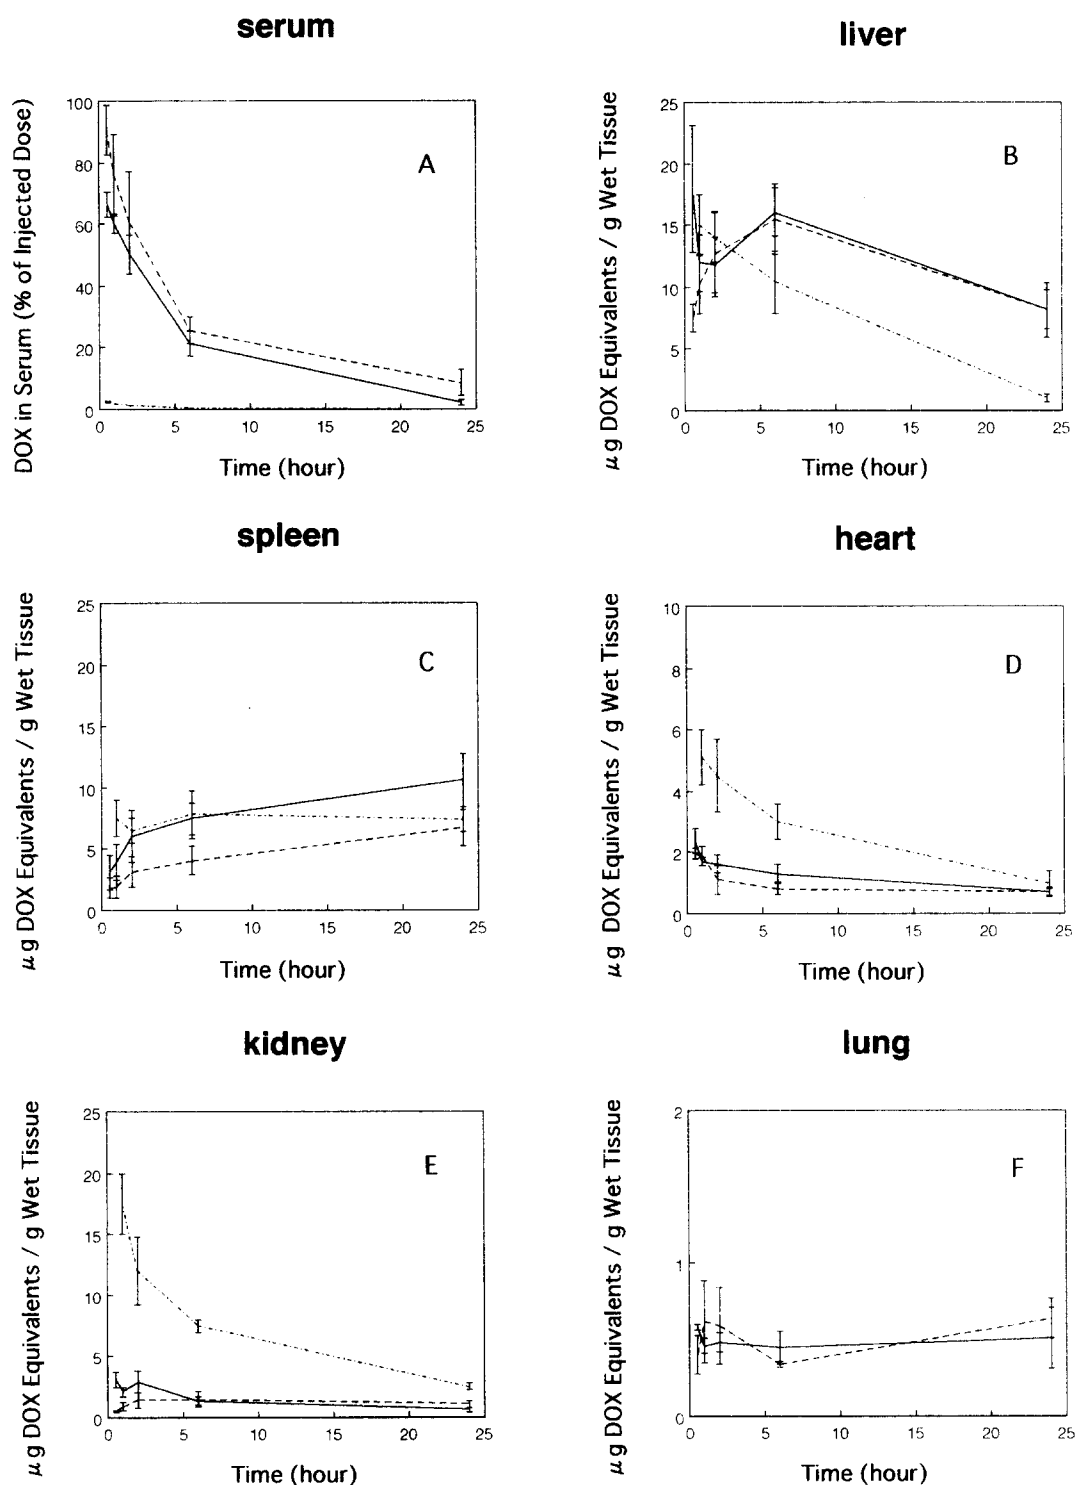 serum
DOX in Serum (% of Injected Dose)
100
80
60
40
20
0
A
0 5 10 15 20 25
Time (hour)
liver
μg DOX Equivalents / g Wet Tissue
25
20
15
10
5
0
B
0 5 10 15 20 25
Time (hour)
spleen
μg DOX Equivalents / g Wet Tissue
25
20
15
10
5
0
C
0 5 10 15 20 25
Time (hour)
heart
μg DOX Equivalents / g Wet Tissue
10
8
6
4
2
0
D
0 5 10 15 20 25
Time (hour)
kidney
μg DOX Equivalents / g Wet Tissue
25
20
15
10
5
0
E
0 5 10 15 20 25
Time (hour)
lung
μg DOX Equivalents / g Wet Tissue
2
1
0
F
0 5 10 15 20 25
Time (hour)